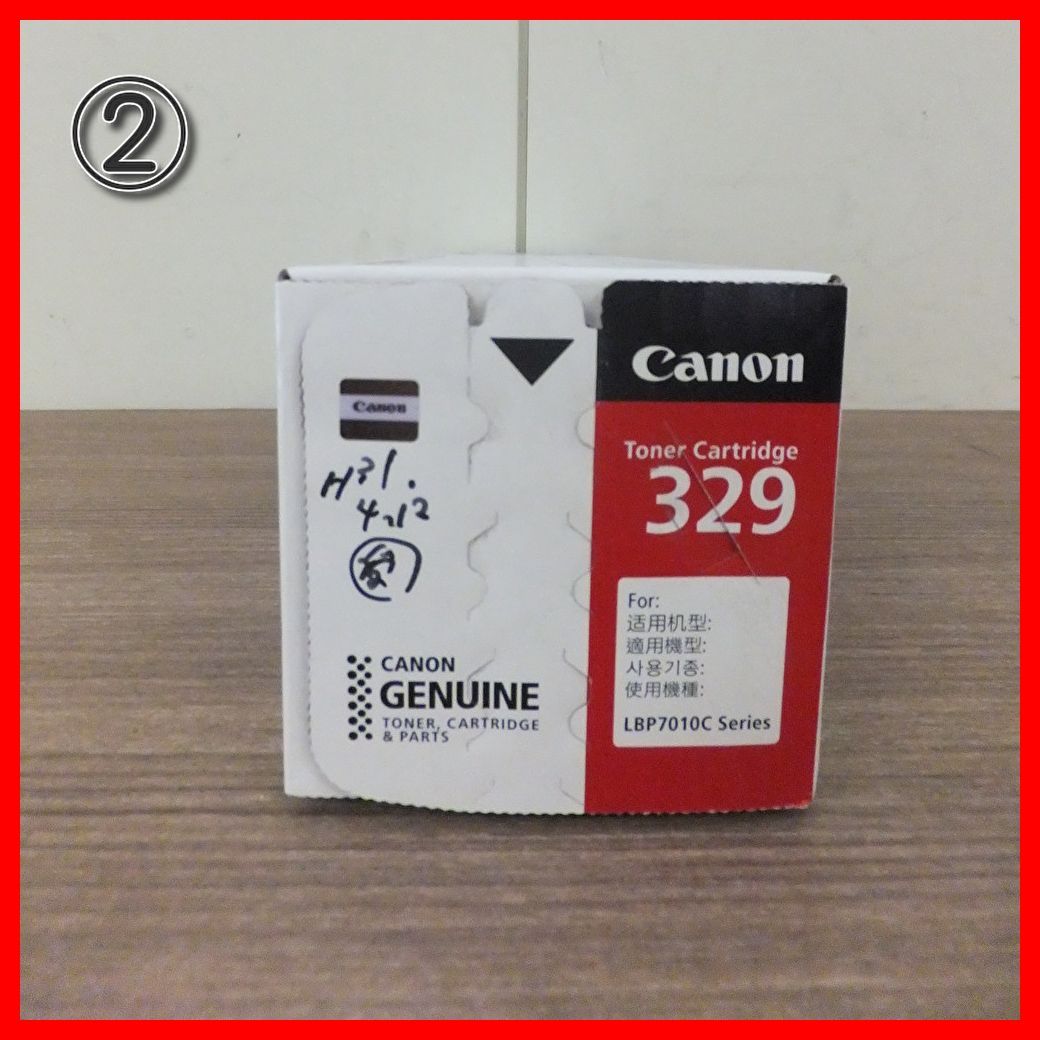 ②
Canon
H31.
4.12
Canon
Toner Cartridge
329
For:
适用机型:
適用機型:
사용기종:
使用機種:
LBP7010C Series
CANON
GENUINE
TONER, CARTRIDGE
& PARTS